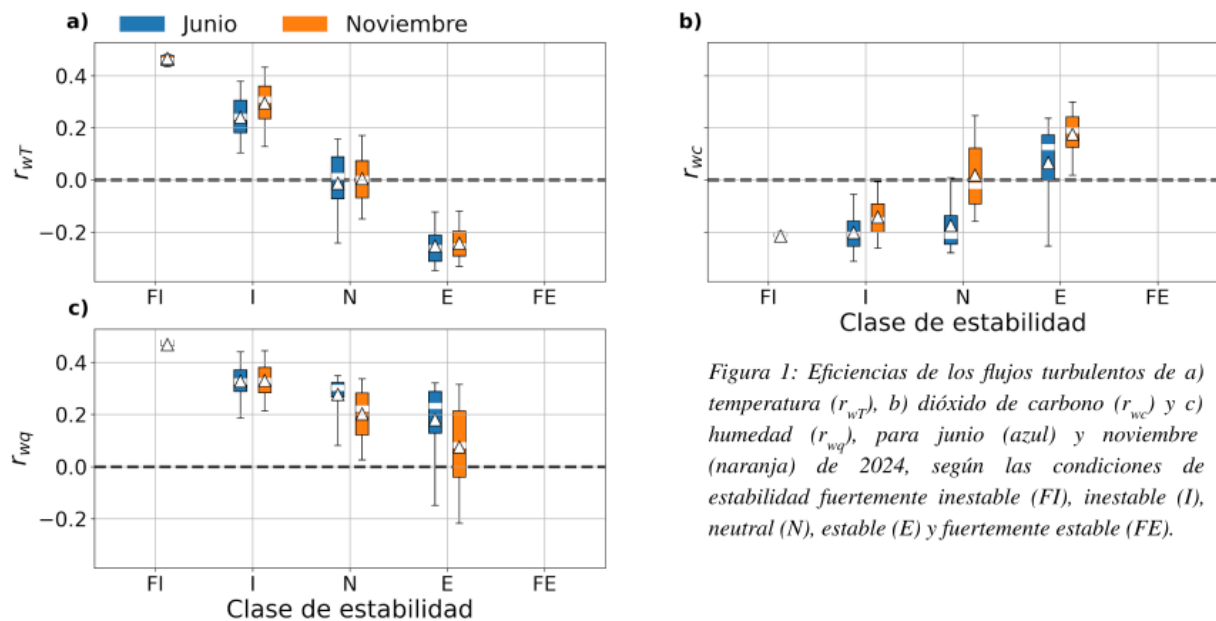 a)
Junio
Noviembre
r_wT
0.4
0.2
0.0
−0.2
FI
I
N
E
FE
b)
r_wc
FI
I
N
E
FE
Clase de estabilidad
c)
r_wq
0.4
0.2
0.0
−0.2
FI
I
N
E
FE
Clase de estabilidad
Figura 1: Eficiencias de los flujos turbulentos de a)
temperatura (r_wT), b) dióxido de carbono (r_wc) y c)
humedad (r_wq), para junio (azul) y noviembre
(naranja) de 2024, según las condiciones de
estabilidad fuertemente inestable (FI), inestable (I),
neutral (N), estable (E) y fuertemente estable (FE).